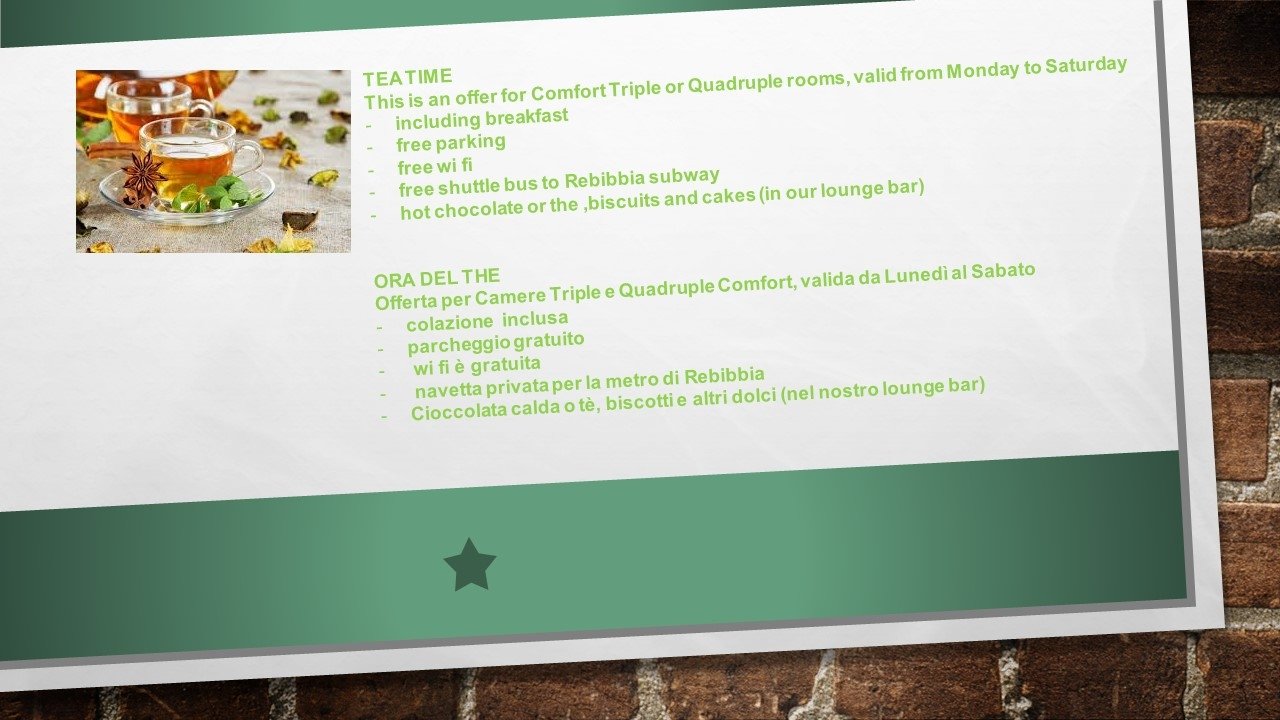 TEA TIME
This is an offer for Comfort Triple or Quadruple rooms, valid from Monday to Saturday
- including breakfast
- free parking
- free wi fi
- free shuttle bus to Rebibbia subway
- hot chocolate or the ,biscuits and cakes (in our lounge bar)
ORA DEL THE
Offerta per Camere Triple e Quadruple Comfort, valida da Lunedì al Sabato
- colazione inclusa
- parcheggio gratuito
- wi fi è gratuita
- navetta privata per la metro di Rebibbia
- Cioccolata calda o tè, biscotti e altri dolci (nel nostro lounge bar)